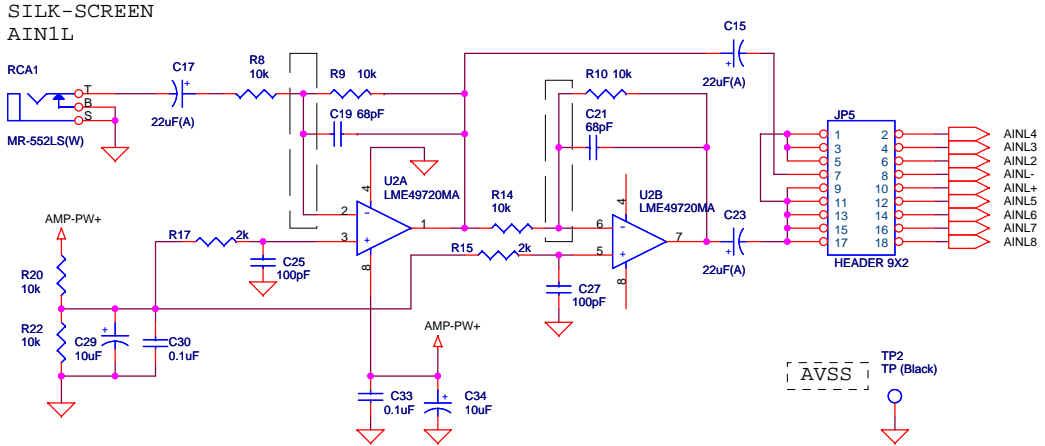 SILK-SCREEN
AIN1L
RCA1
T
B
S
MR-552LS(W)
C17
+
22uF(A)
R8
10k
R9 10k
C19 68pF
U2A
LME49720MA
4
2
-
3
+
1
8
R17
2k
C25
100pF
AMP-PW+
R20
10k
R22
10k
C29
+
10uF
C30
0.1uF
AMP-PW+
C33
0.1uF
+
C34
10uF
R14
10k
R15
2k
R10 10k
C21
68pF
U2B
LME49720MA
4
6
-
5
+
7
8
C27
100pF
C15
+
22uF(A)
C23
+
22uF(A)
JP5
1 2
3 4
5 6
7 8
9 10
11 12
13 14
15 16
17 18
HEADER 9X2
AINL4
AINL3
AINL2
AINL-
AINL+
AINL5
AINL6
AINL7
AINL8
AVSS
TP2
TP (Black)